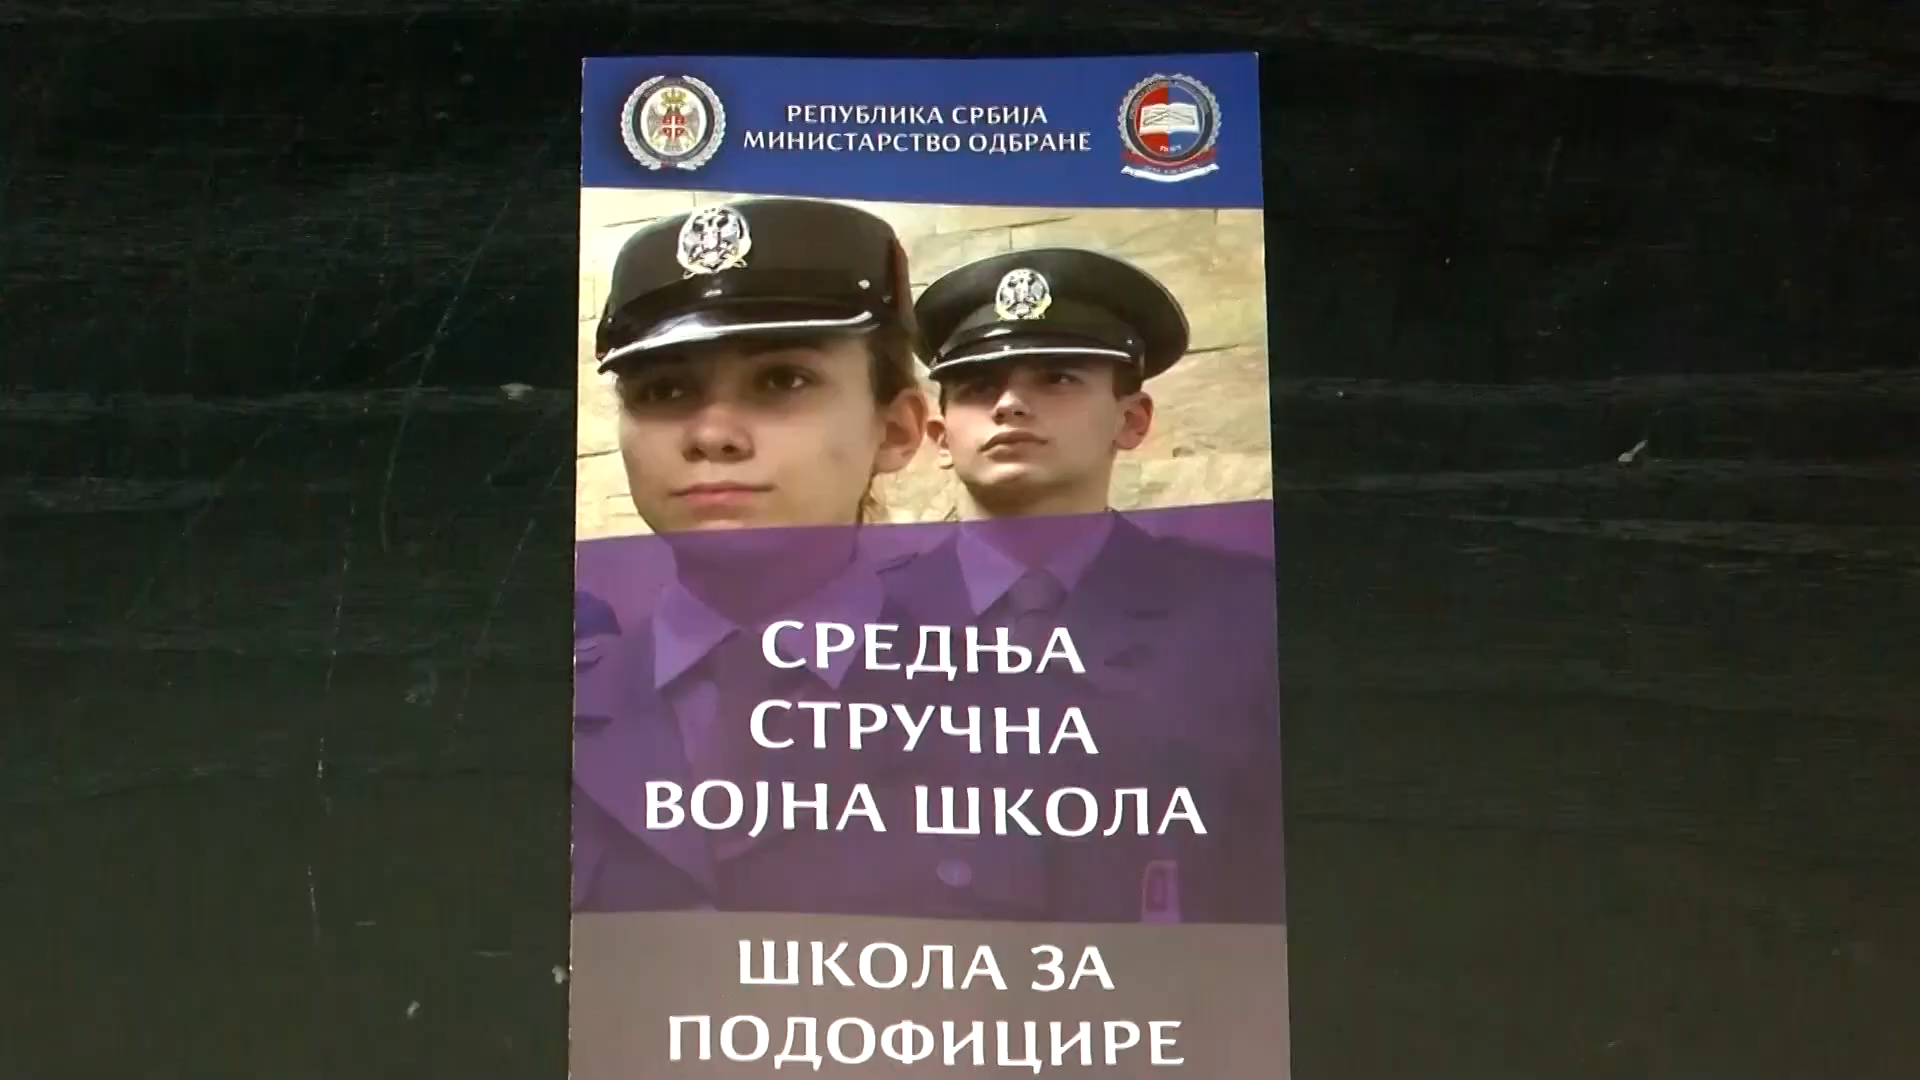 РЕПУБЛИКА СРБИЈА
МИНИСТАРСТВО ОДБРАНЕ
СРЕДЊА
СТРУЧНА
ВОЈНА ШКОЛА
ШКОЛА ЗА
ПОДОФИЦИРЕ